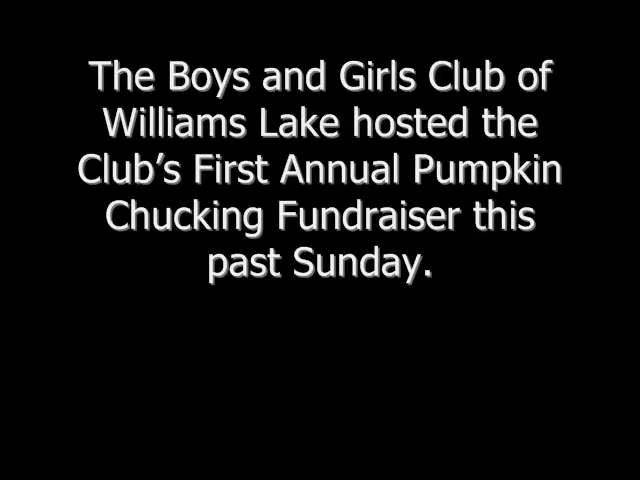 The Boys and Girls Club of
Williams Lake hosted the
Club’s First Annual Pumpkin
Chucking Fundraiser this
past Sunday.